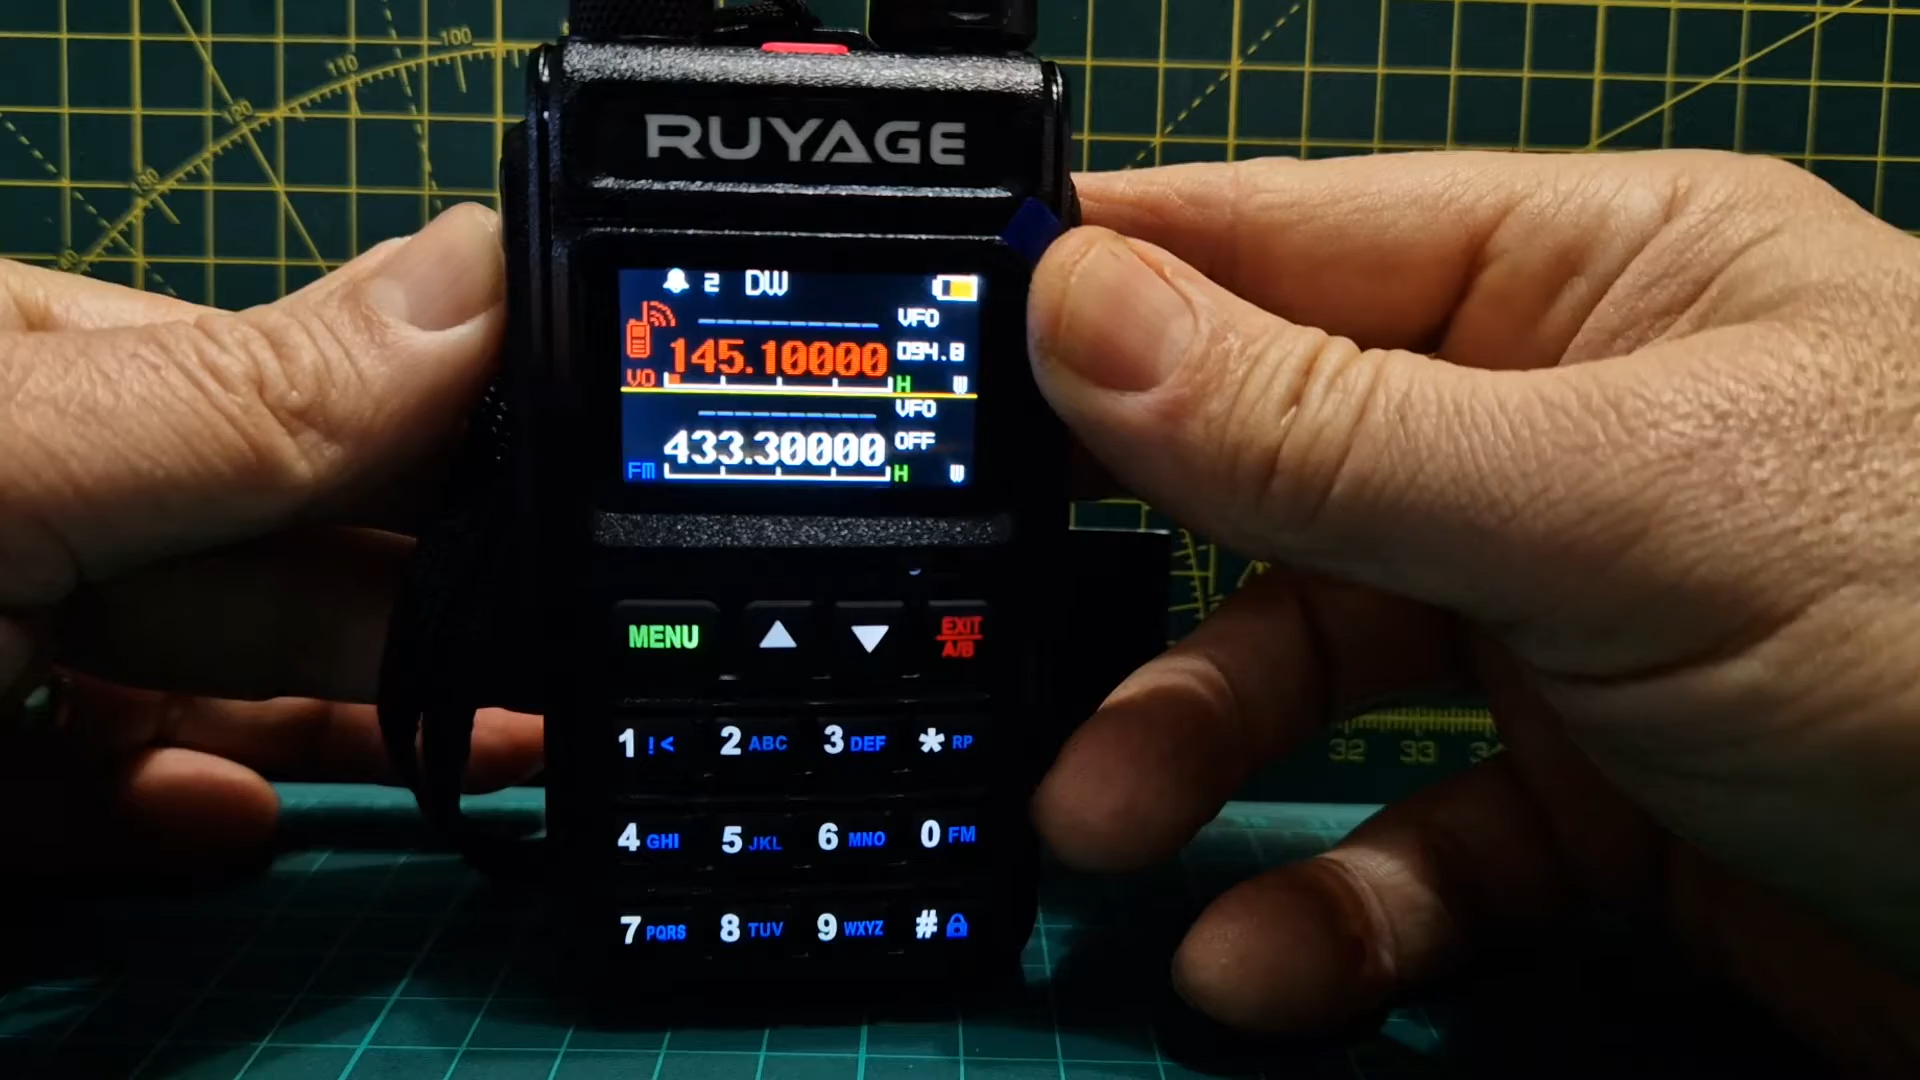 100
110
120
130
RUYAGE
2 DW
VFO
145.10000 094.8
VO H W
VFO
433.30000 OFF
FM H W
MENU EXIT
A/B
1 !< 2 ABC 3 DEF * RP
4 GHI 5 JKL 6 MNO 0 FM
7 PQRS 8 TUV 9 WXYZ #
32 33